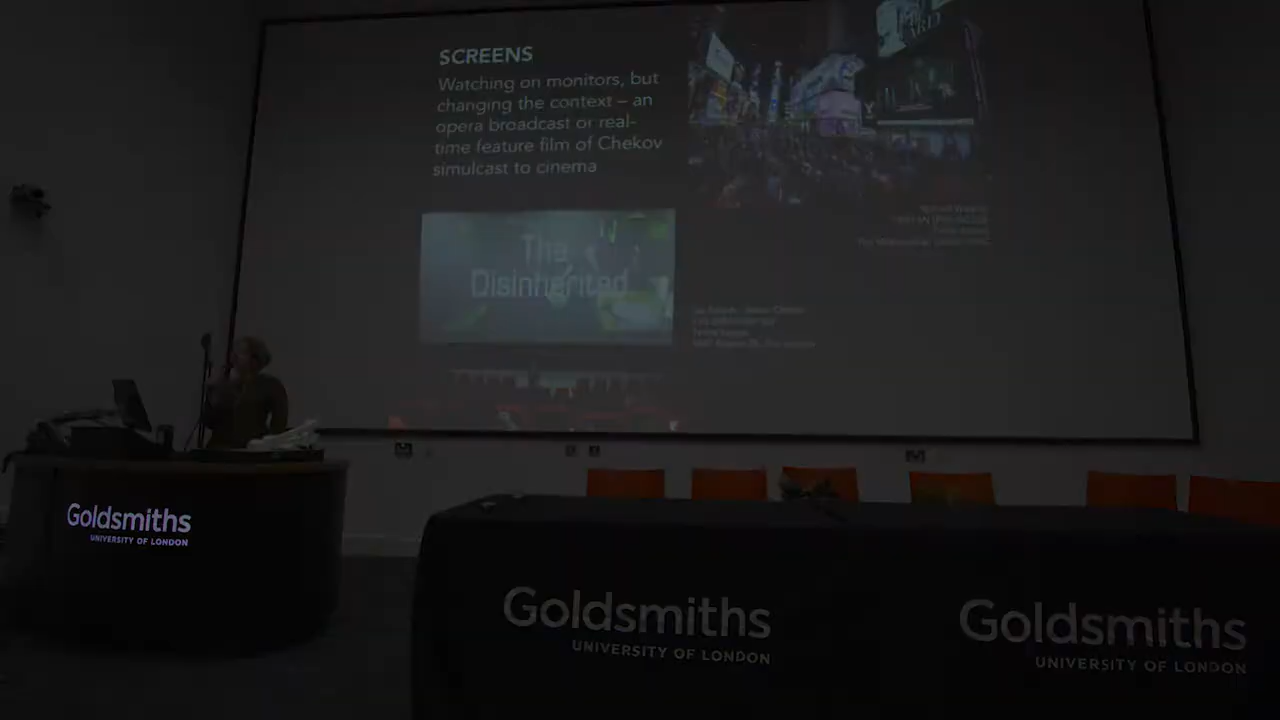 SCREENS
Watching on monitors, but
changing the context – an
opera broadcast or real-
time feature film of Chekov
simulcast to cinema
The
Disinherited
Goldsmiths
UNIVERSITY OF LONDON
Goldsmiths
UNIVERSITY OF LONDON
Goldsmiths
UNIVERSITY OF LONDON